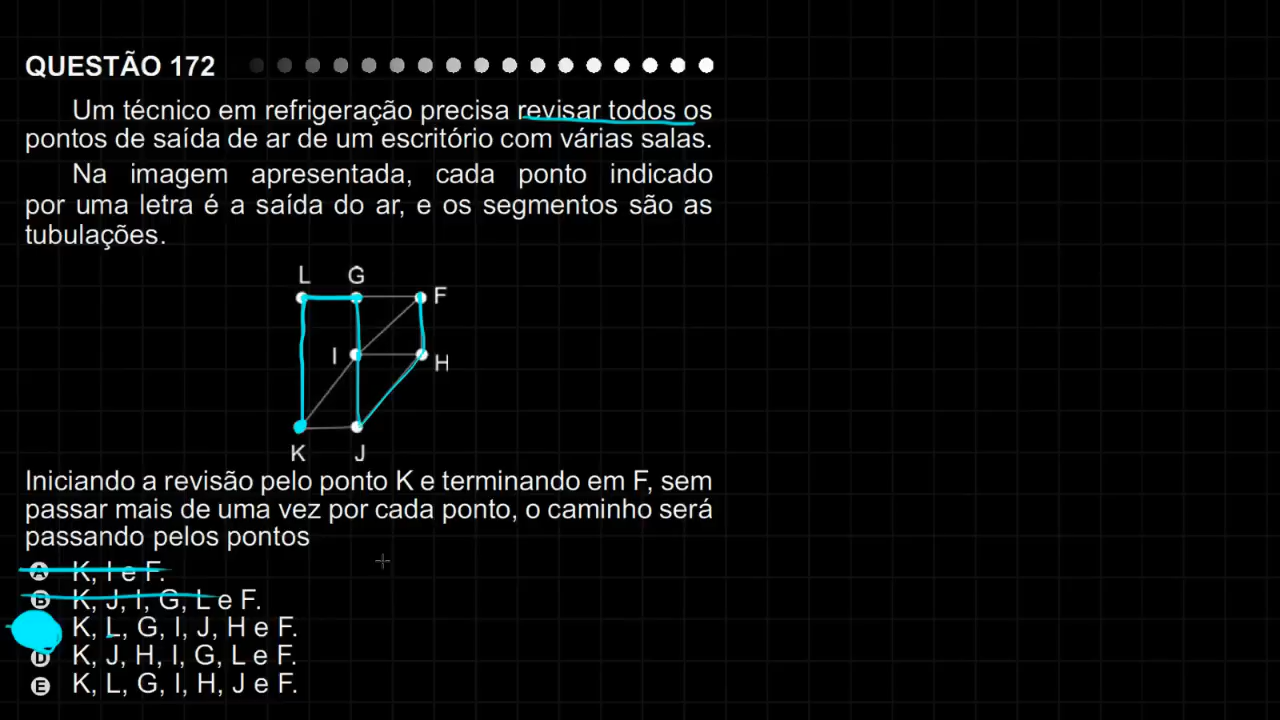 QUESTÃO 172
Um técnico em refrigeração precisa revisar todos os
pontos de saída de ar de um escritório com várias salas.
Na imagem apresentada, cada ponto indicado
por uma letra é a saída do ar, e os segmentos são as
tubulações.
L G F
I H
K J
Iniciando a revisão pelo ponto K e terminando em F, sem
passar mais de uma vez por cada ponto, o caminho será
passando pelos pontos
A K, I e F.
B K, J, I, G, L e F.
K, L, G, I, J, H e F.
D K, J, H, I, G, L e F.
E K, L, G, I, H, J e F.